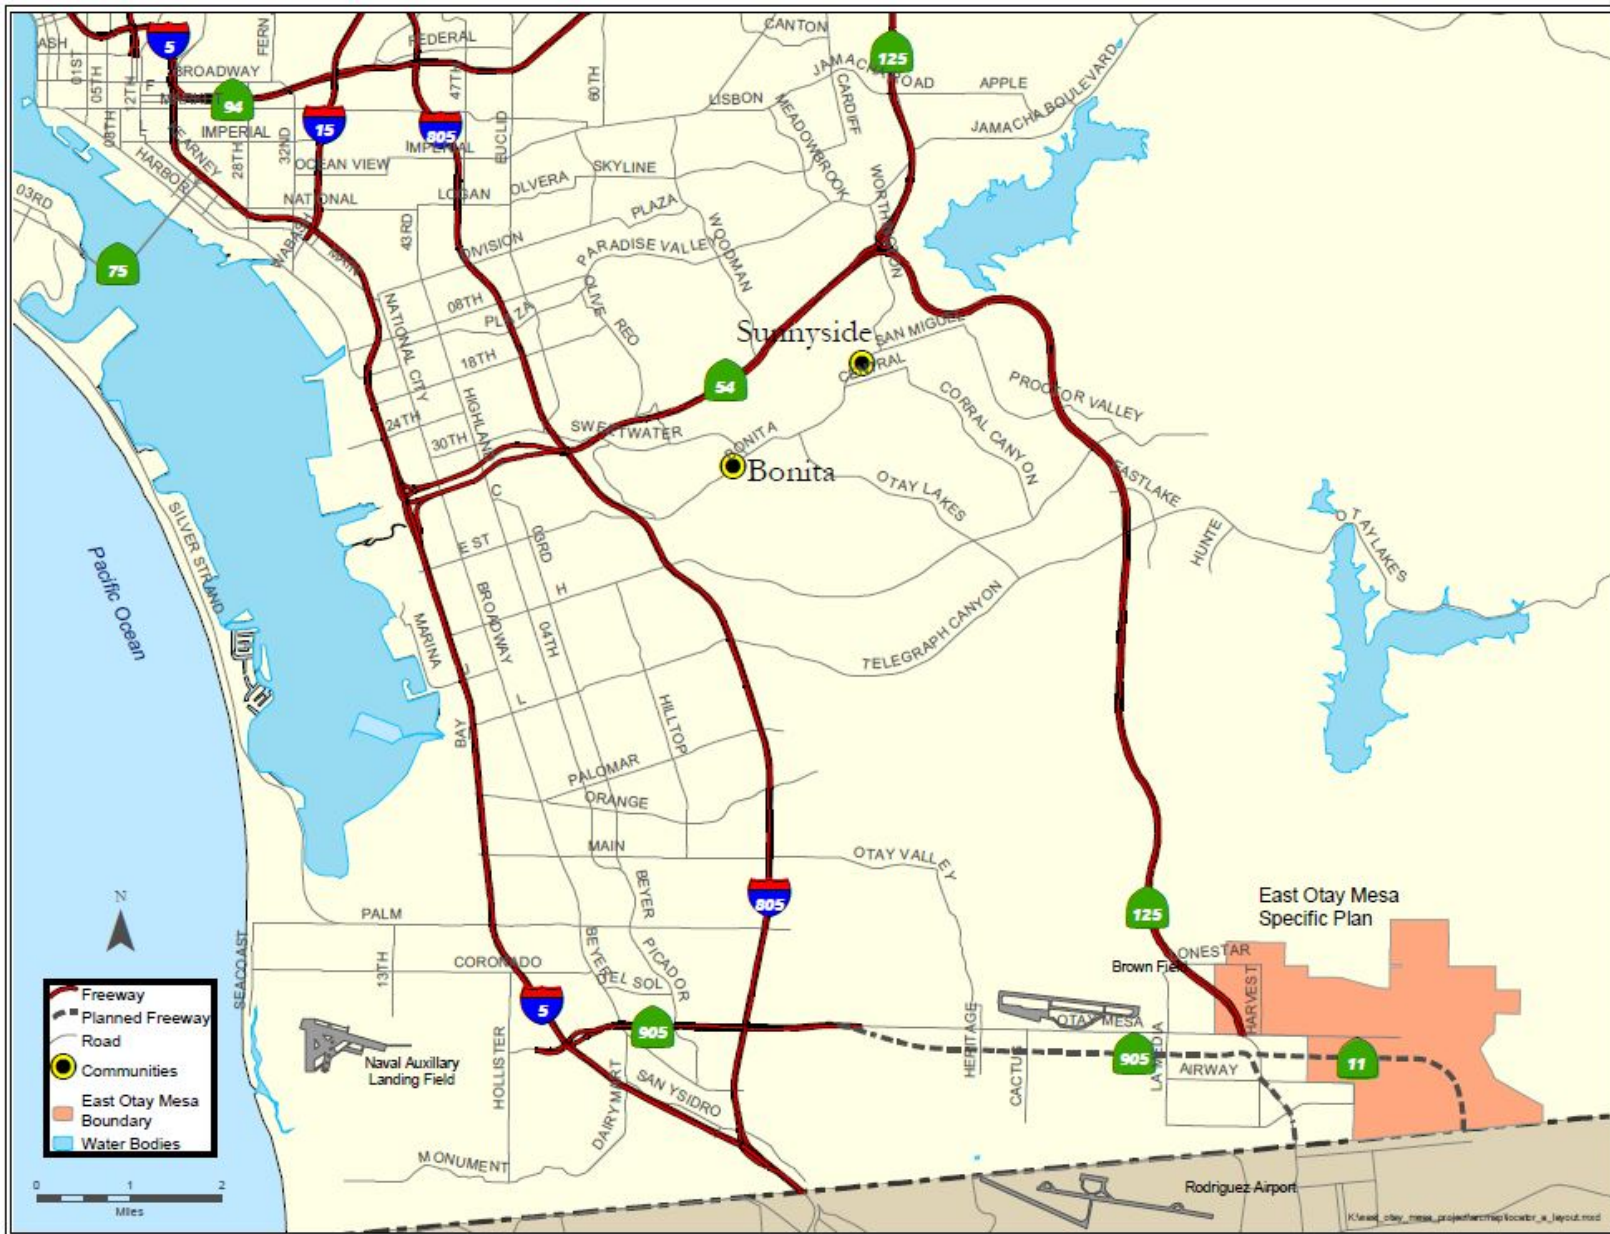 ASH
01ST
05TH
08TH
12TH
F
FERN
5
BROADWAY
MARKET
94
IMPERIAL
KEARNEY
HARBOR
28TH
32ND
15
OCEAN VIEW
NATIONAL
FEDERAL
47TH
805
IMPERIAL
EUCLID
60TH
LOGAN
OLVERA
SKYLINE
CANTON
LISBON
MEADOWBROOK
CARDIFF
JAMACHA ROAD
125
APPLE
JAMACHA BOULEVARD
WORTHINGTON
03RD
75
WABASH
MAIN
43RD
DIVISION
PLAZA
PARADISE VALLEY
WOODMAN
08TH
PLAZA
OLIVE
REO
18TH
NATIONAL CITY
HIGHLAND
24TH
30TH
Sunnyside
SAN MIGUEL
CENTRAL
54
SWEETWATER
BONITA
Bonita
CORRAL CANYON
PROCTOR VALLEY
OTAY LAKES
EASTLAKE
HUNTE
OTAY LAKES
Pacific Ocean
SILVER STRAND
C
E ST
03RD
H
BROADWAY
04TH
MARINA
J
L
BAY
HILLTOP
TELEGRAPH CANYON
PALOMAR
ORANGE
MAIN
OTAY VALLEY
BEYER
805
125
East Otay Mesa
Specific Plan
N
PALM
SEACOAST
13TH
CORONADO
BEYER
PICADOR
DEL SOL
5
905
LONESTAR
Brown Field
HARVEST
OTAY MESA
HERITAGE
CACTUS
905
LA MEDIA
AIRWAY
11
Naval Auxillary
Landing Field
HOLLISTER
DAIRY MART
SAN YSIDRO
MONUMENT
Rodriguez Airport
Freeway
Planned Freeway
Road
Communities
East Otay Mesa
Boundary
Water Bodies
0 1 2
Miles